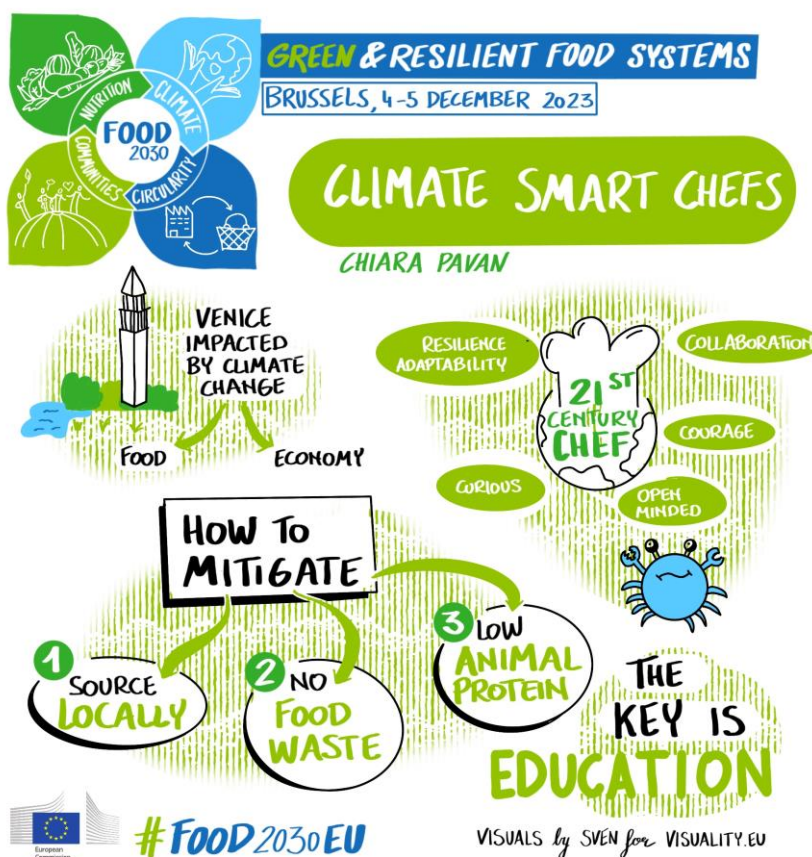 GREEN & RESILIENT FOOD SYSTEMS
BRUSSELS, 4-5 DECEMBER 2023
NUTRITION
CLIMATE
COMMUNITIES
CIRCULARITY
FOOD
2030
CLIMATE SMART CHEFS
CHIARA PAVAN
VENICE
IMPACTED
BY CLIMATE
CHANGE
FOOD
ECONOMY
RESILIENCE
ADAPTABILITY
COLLABORATION
21ST
CENTURY
CHEF
COURAGE
CURIOUS
OPEN
MINDED
HOW TO
MITIGATE
1
SOURCE
LOCALLY
2
NO
FOOD
WASTE
3
LOW
ANIMAL
PROTEIN
THE
KEY IS
EDUCATION
European
Commission
#FOOD2030EU
VISUALS by SVEN for VISUALITY.EU